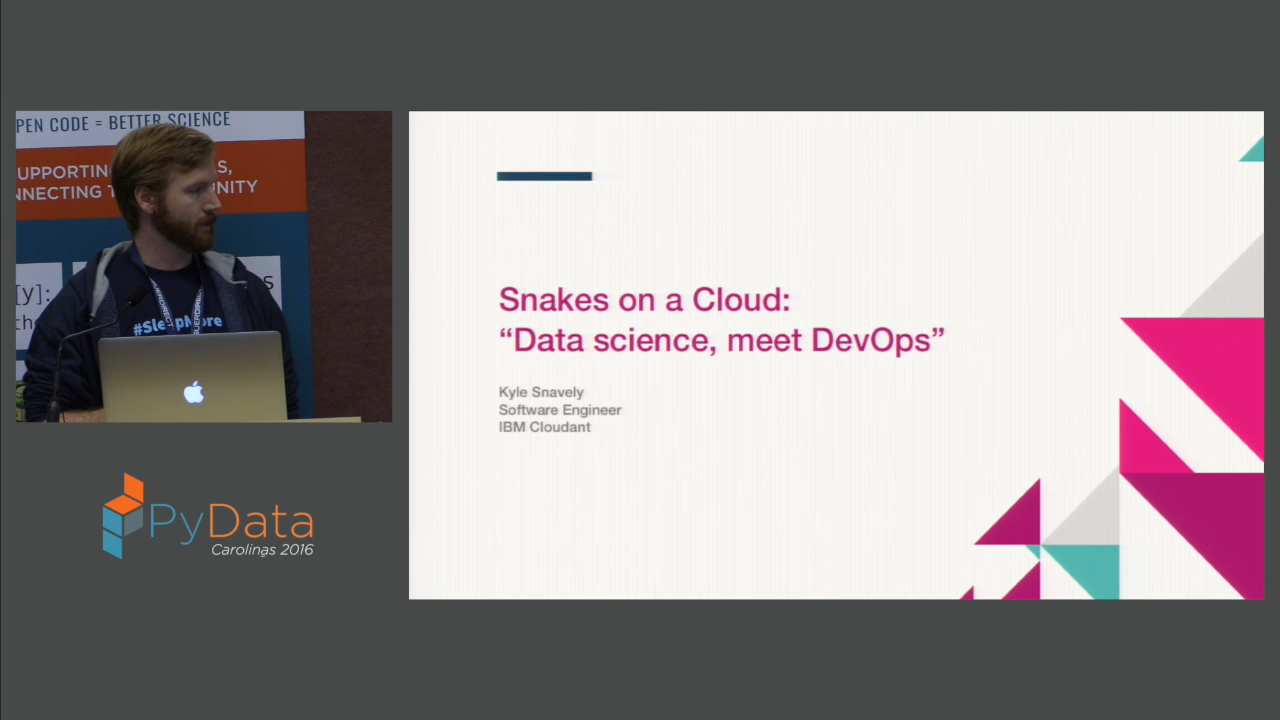 PEN CODE = BETTER SCIENCE
UPPORTIN S,
NNECTING T NITY
[y]:
s
#SleepMore
Snakes on a Cloud:
“Data science, meet DevOps”
Kyle Snavely
Software Engineer
IBM Cloudant
PyData
Carolinas 2016